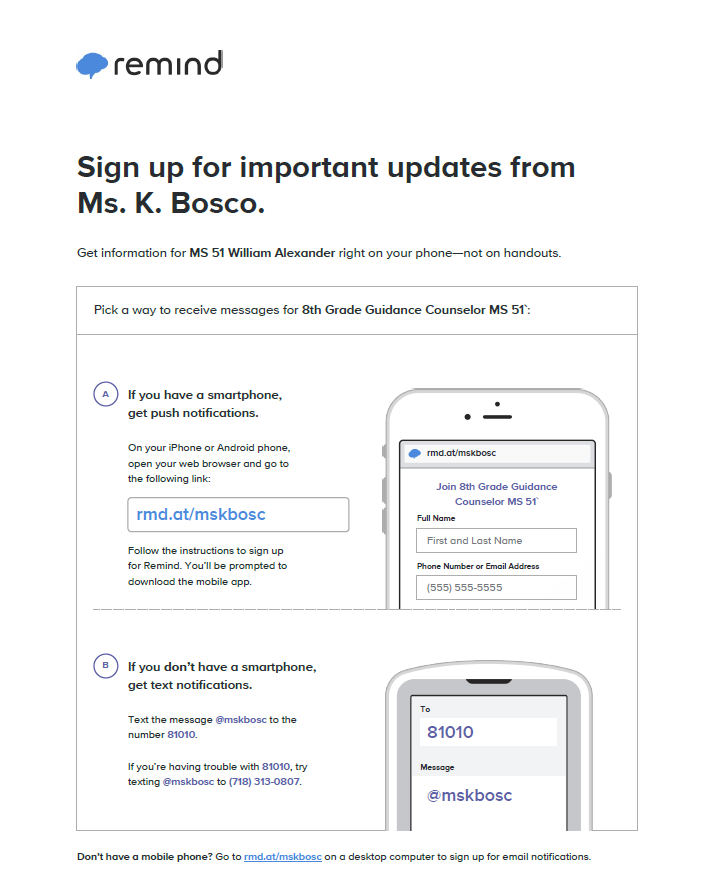 remind
Sign up for important updates from
Ms. K. Bosco.
Get information for MS 51 William Alexander right on your phone—not on handouts.
Pick a way to receive messages for 8th Grade Guidance Counselor MS 51`:
A
If you have a smartphone,
get push notifications.
On your iPhone or Android phone,
open your web browser and go to
the following link:
rmd.at/mskbosc
Follow the instructions to sign up
for Remind. You'll be prompted to
download the mobile app.
rmd.at/mskbosc
Join 8th Grade Guidance
Counselor MS 51`
Full Name
First and Last Name
Phone Number or Email Address
(555) 555-5555
B
If you don't have a smartphone,
get text notifications.
Text the message @mskbosc to the
number 81010.
If you're having trouble with 81010, try
texting @mskbosc to (718) 313-0807.
To
81010
Message
@mskbosc
Don't have a mobile phone? Go to rmd.at/mskbosc on a desktop computer to sign up for email notifications.